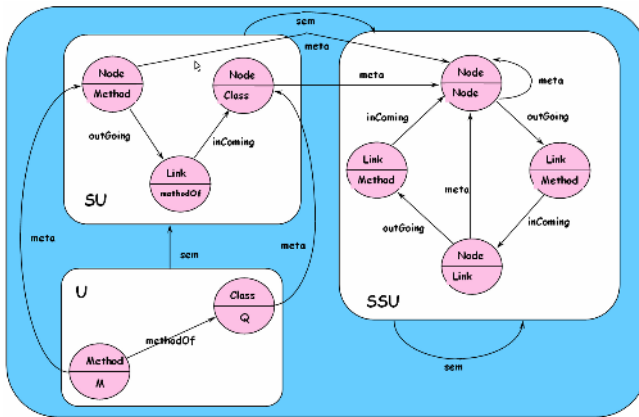 sem
meta
Node
Method
Node
Class
meta
Node
Node
meta
outGoing
inComing
inComing
outGoing
Link
methodOf
Link
Method
Link
Method
SU
meta
outGoing
inComing
meta
sem
meta
Node
Link
SSU
U
Class
Q
methodOf
Method
M
sem